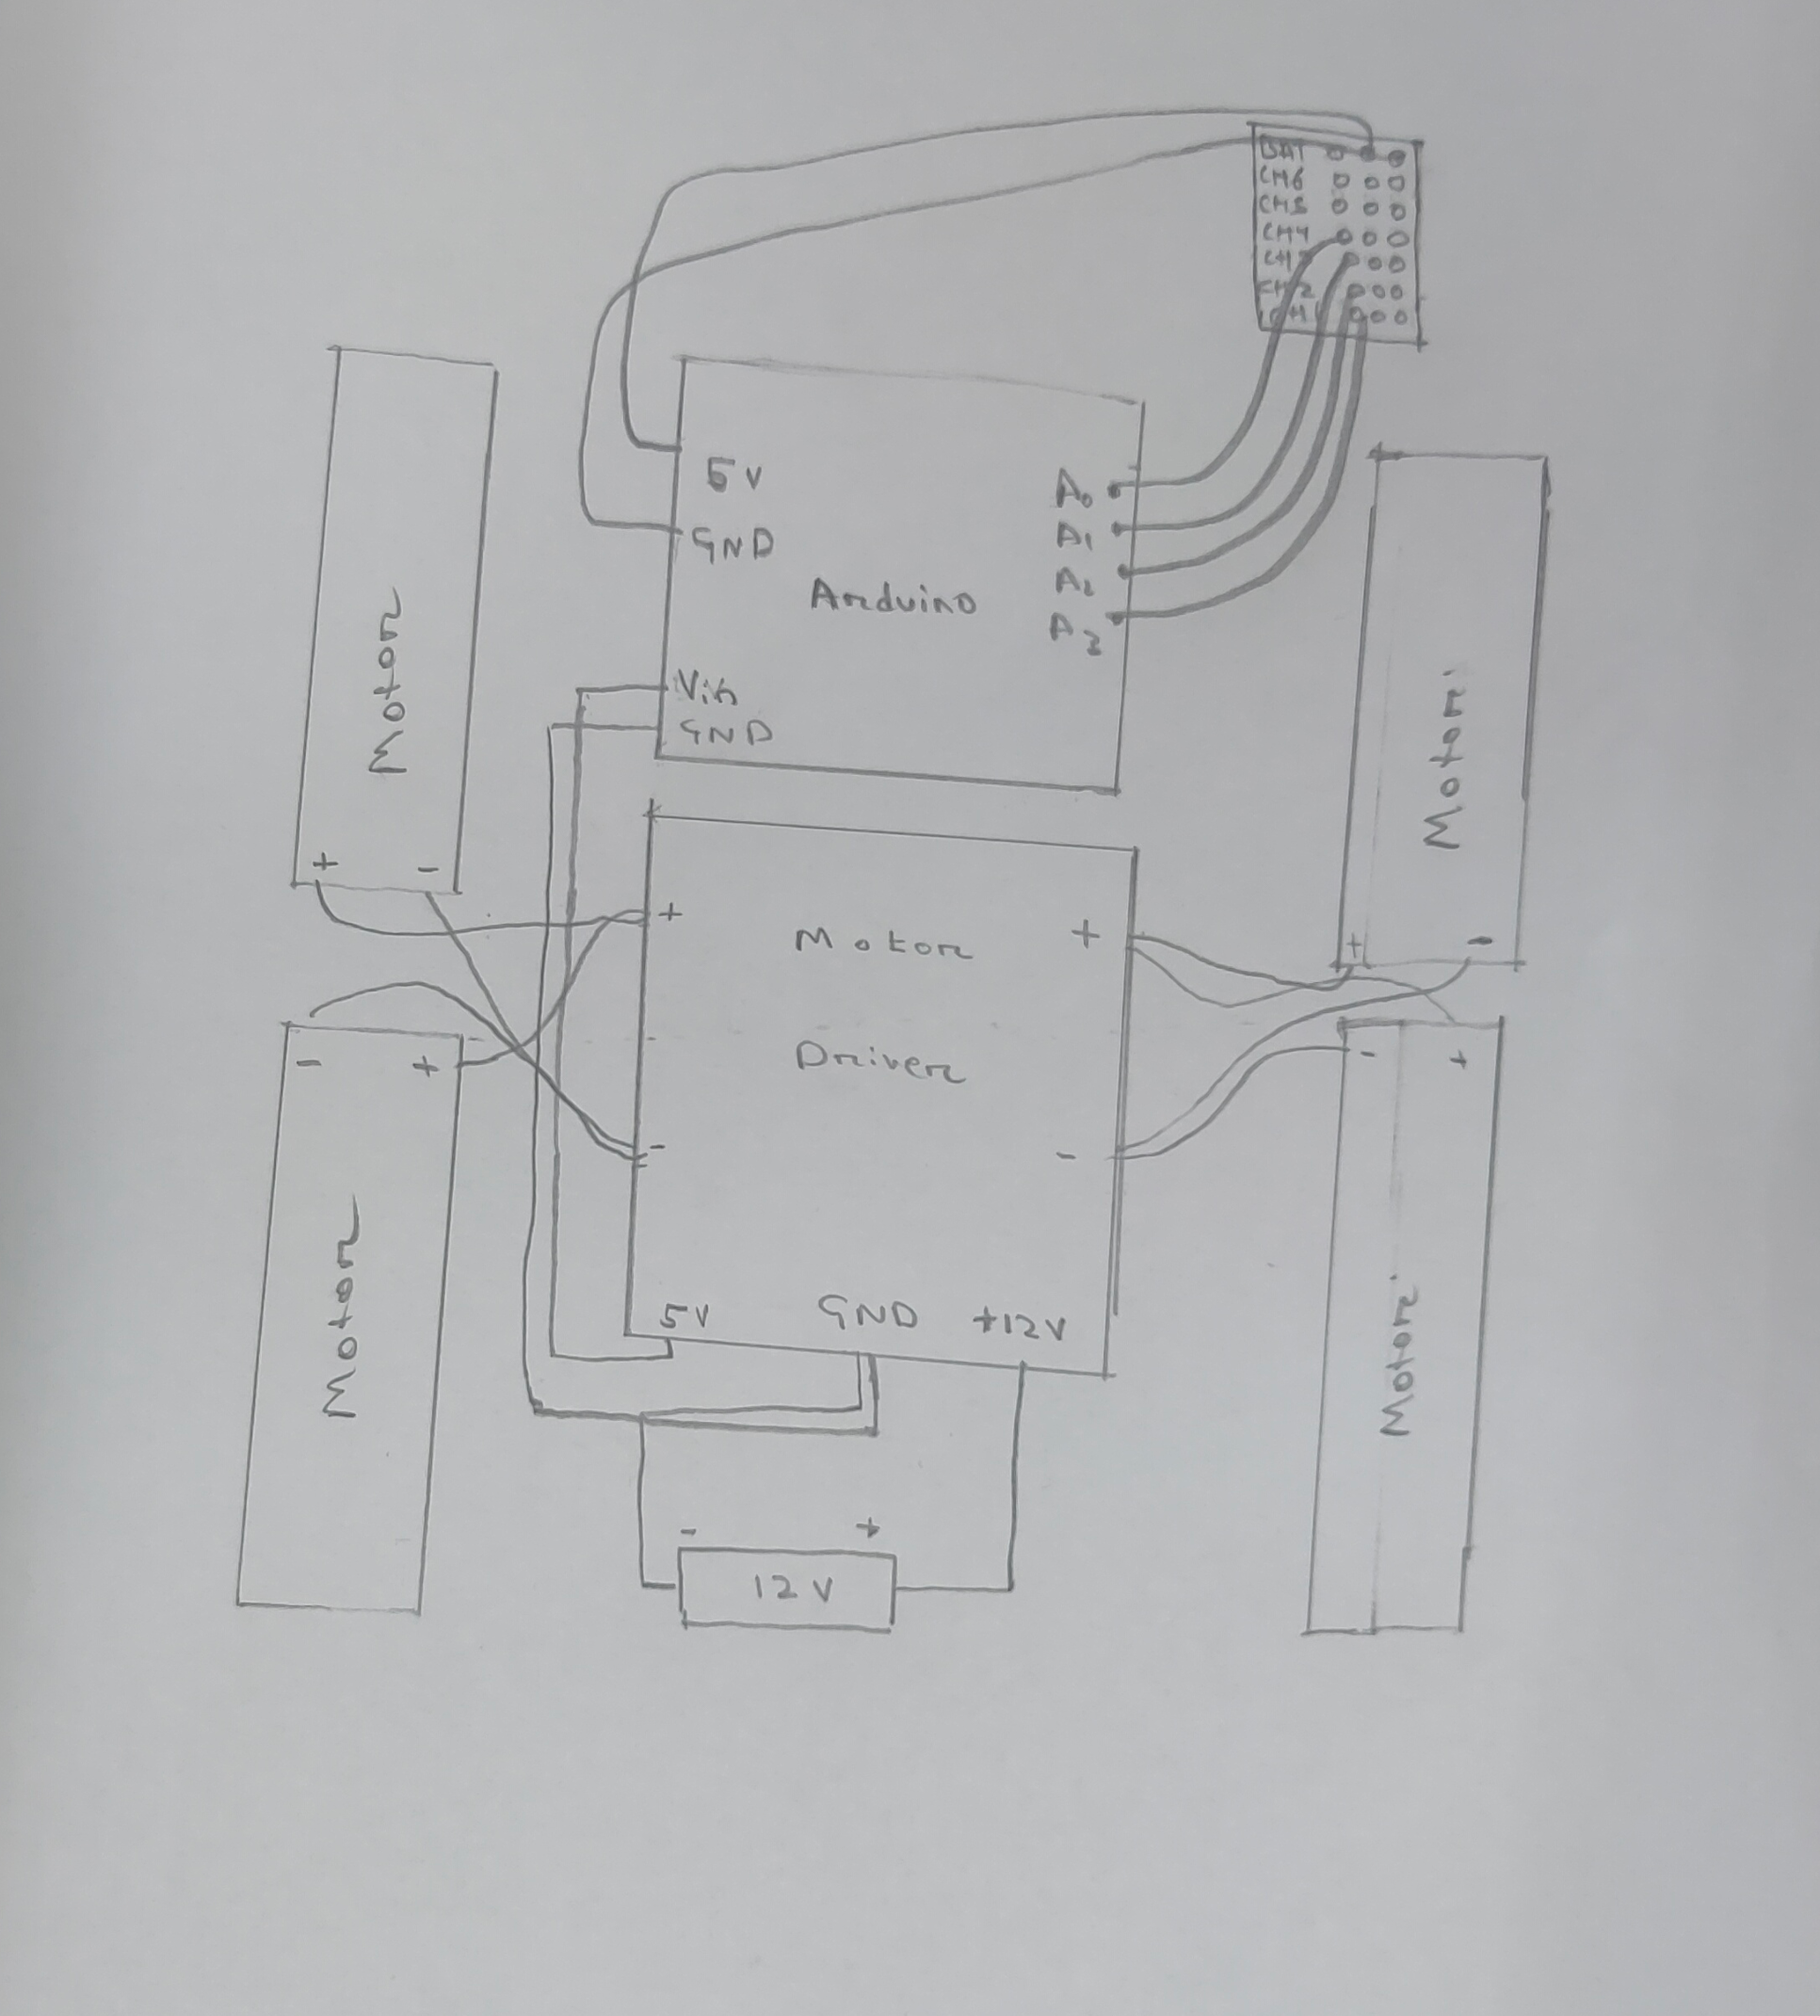 BAT
CH6
CH5
CH4
CH3
CH2
CH1
5V
GND
A0
A1
A2
A3
Arduino
Vin
GND
Motor
Motor
+ -
+ -
+ +
Motor
Driver
- -
- +
- +
5V GND +12V
Motor
Motor
- +
12V